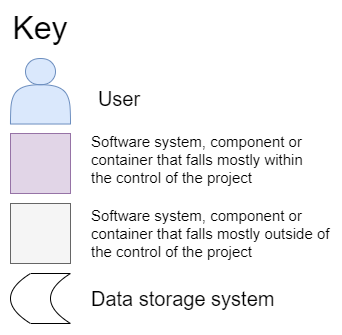 Key
User
Software system, component or
container that falls mostly within
the control of the project
Software system, component or
container that falls mostly outside of
the control of the project
Data storage system